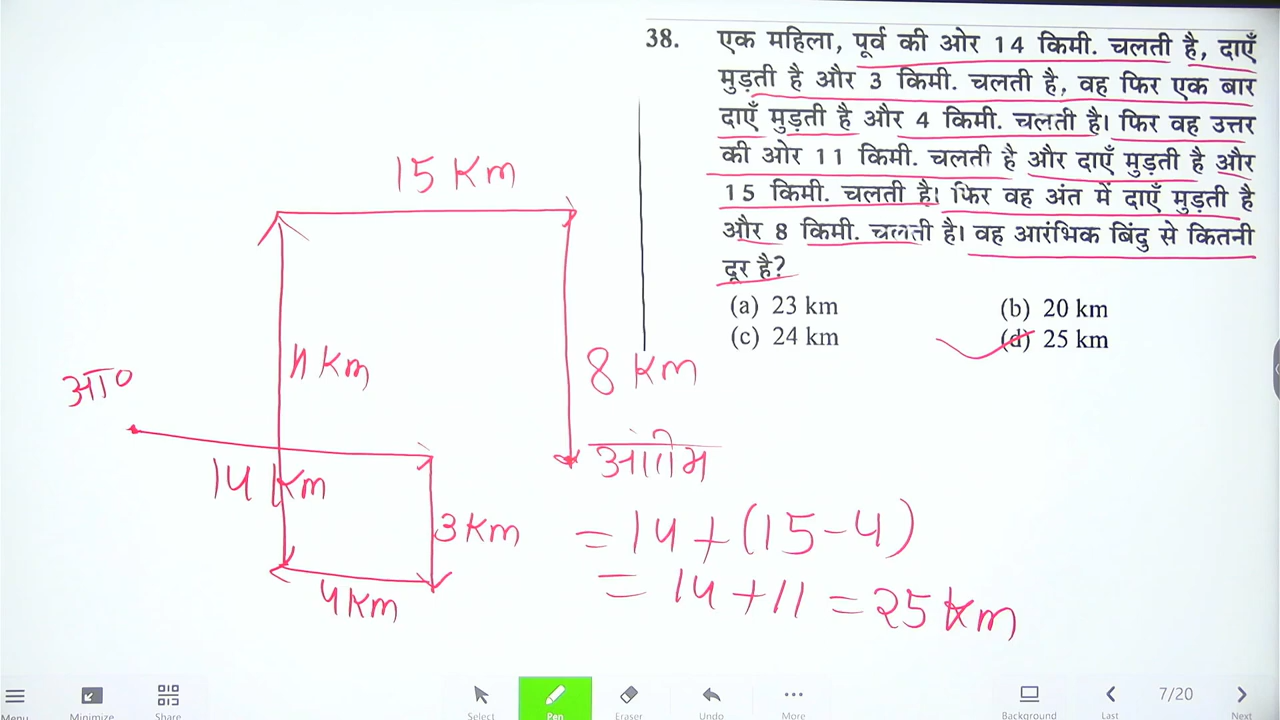 38. एक महिला, पूर्व की ओर 14 किमी. चलती है, दाएँ
मुड़ती है और 3 किमी. चलती है, वह फिर एक बार
दाएँ मुड़ती है और 4 किमी. चलती है। फिर वह उत्तर
की ओर 11 किमी. चलती है और दाएँ मुड़ती है और
15 किमी. चलती है। फिर वह अंत में दाएँ मुड़ती है
और 8 किमी. चलती है। वह आरंभिक बिंदु से कितनी
दूर है?
(a) 23 km (b) 20 km
(c) 24 km (d) 25 km
15 Km
11 Km
8 Km
आ०
14 Km
3 Km
4 Km
= 14 + (15 - 4)
= 14 + 11 = 25 km
Menu Minimize Share Select Pen Eraser Undo More Background Last 7/20 Next